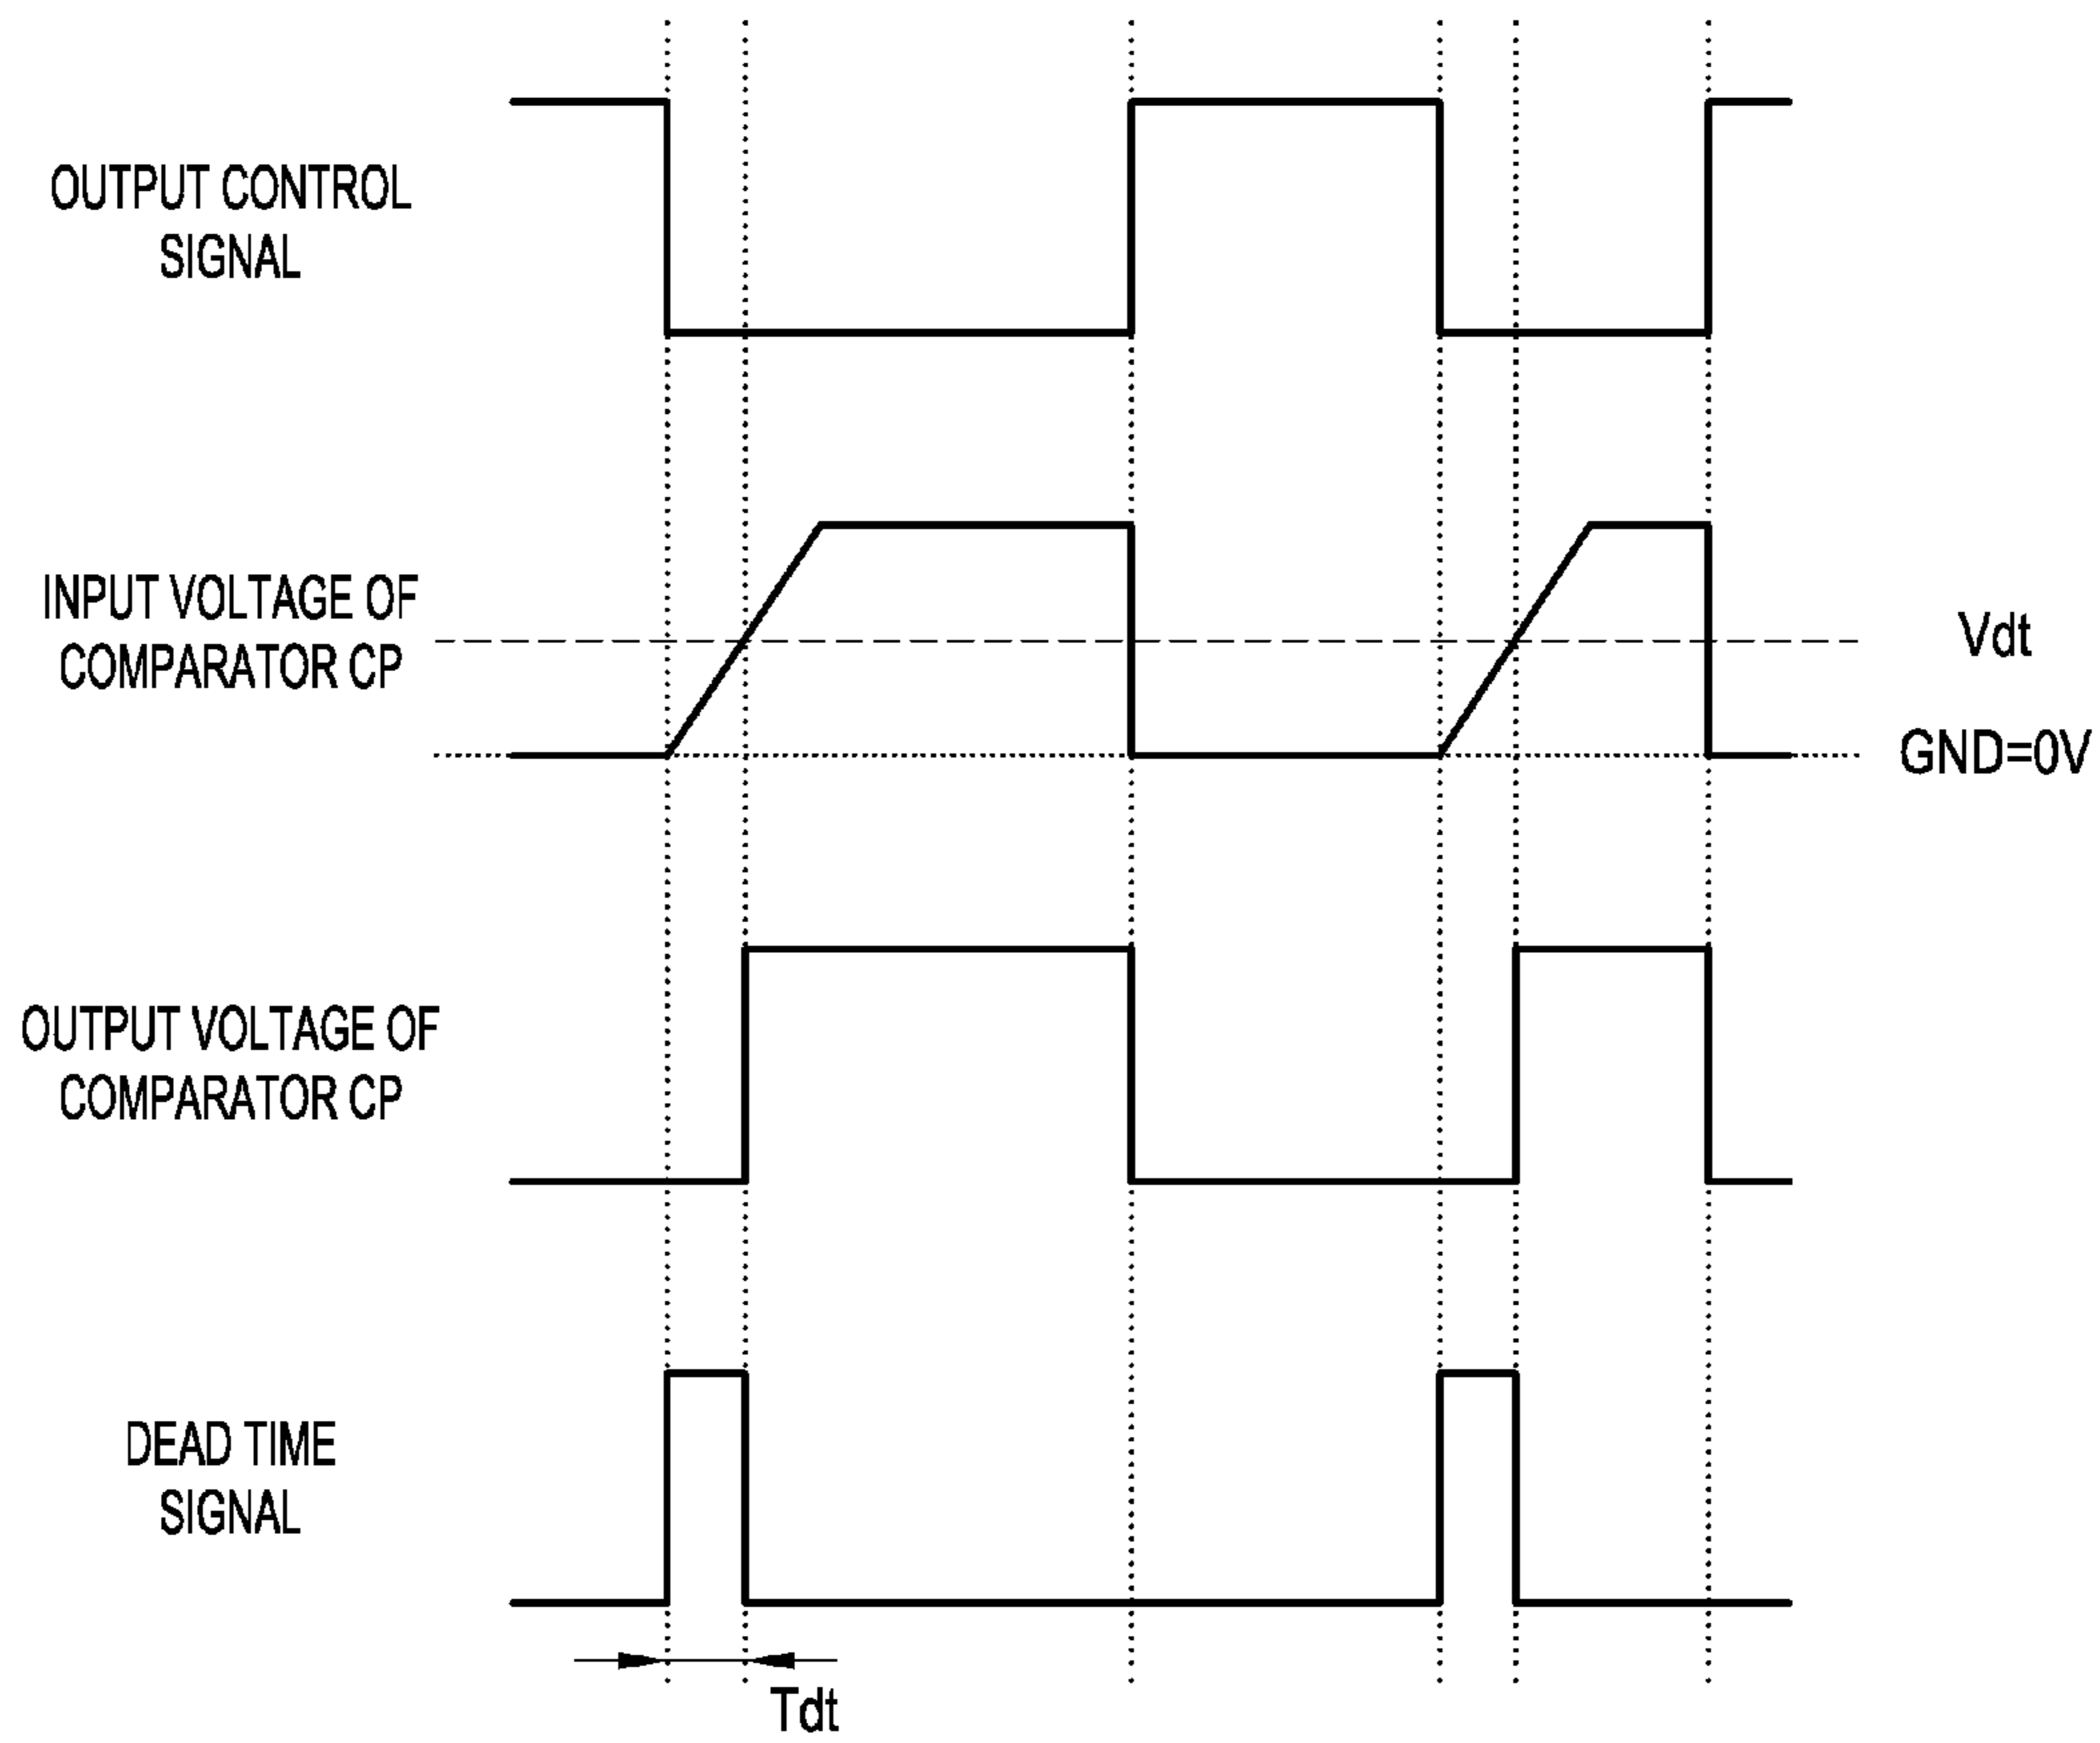 OUTPUT CONTROL
SIGNAL
INPUT VOLTAGE OF
COMPARATOR CP
Vdt
GND=0V
OUTPUT VOLTAGE OF
COMPARATOR CP
DEAD TIME
SIGNAL
Tdt